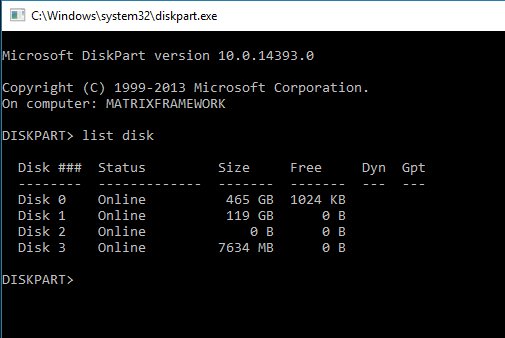 C:\Windows\system32\diskpart.exe
Microsoft DiskPart version 10.0.14393.0
Copyright (C) 1999-2013 Microsoft Corporation.
On computer: MATRIXFRAMEWORK
DISKPART> list disk
  Disk ###  Status         Size     Free     Dyn  Gpt
  --------  -------------  -------  -------  ---  ---
  Disk 0    Online          465 GB  1024 KB
  Disk 1    Online          119 GB      0 B
  Disk 2    Online             0 B      0 B
  Disk 3    Online         7634 MB      0 B
DISKPART>